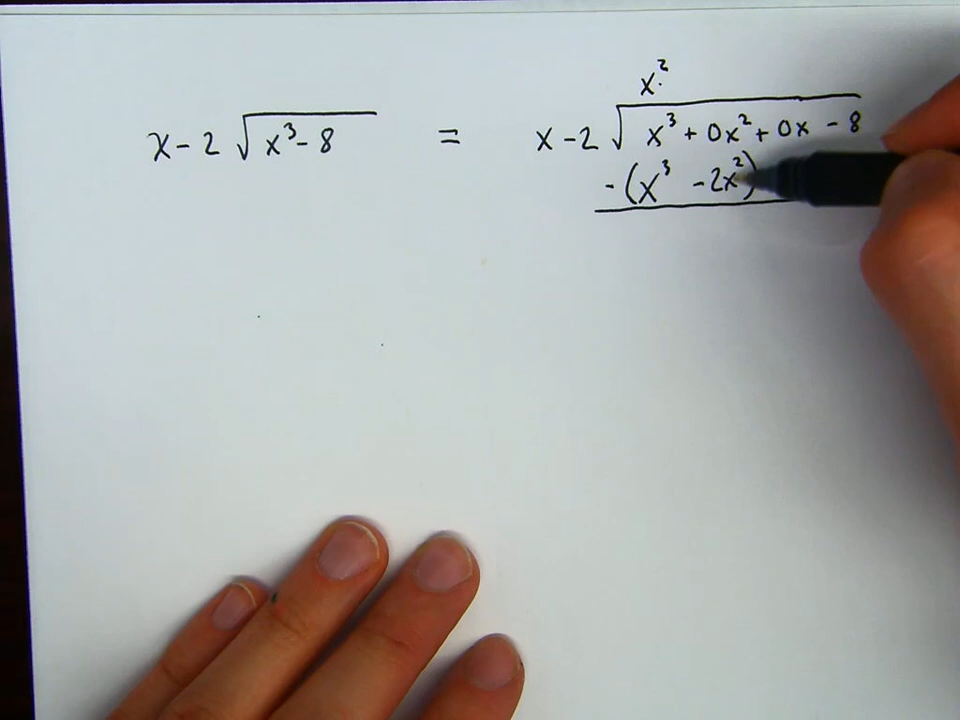 x²
x-2 √x³-8 = x-2 √x³+0x²+0x-8
-(x³ -2x²)